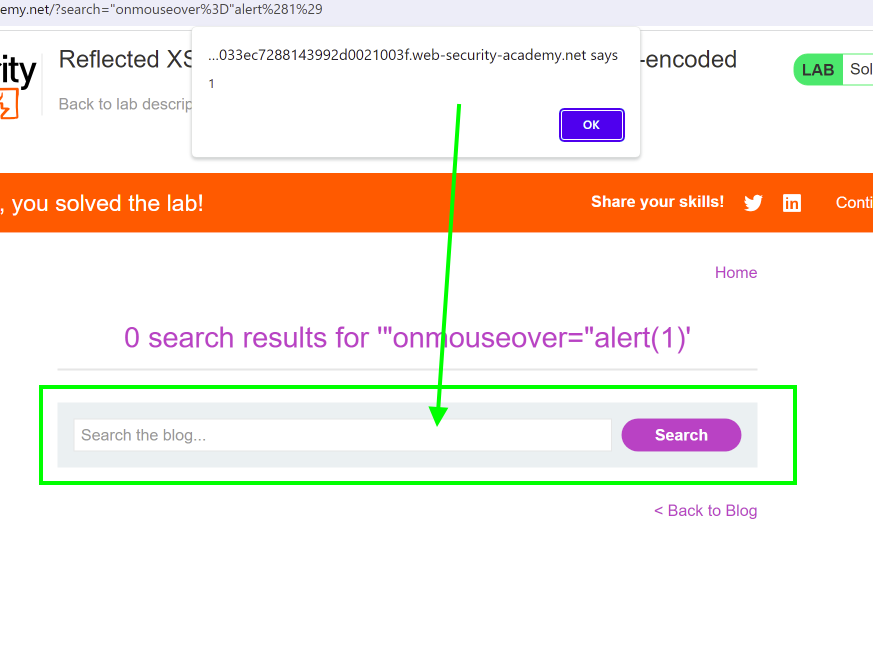 emy.net/?search="onmouseover%3D"alert%281%29
...033ec7288143992d0021003f.web-security-academy.net says
1
OK
ity
Reflected XS
-encoded
LAB
Sol
Back to lab descrip
, you solved the lab!
Share your skills!
in
Conti
Home
0 search results for '"onmouseover="alert(1)'
Search the blog...
Search
< Back to Blog